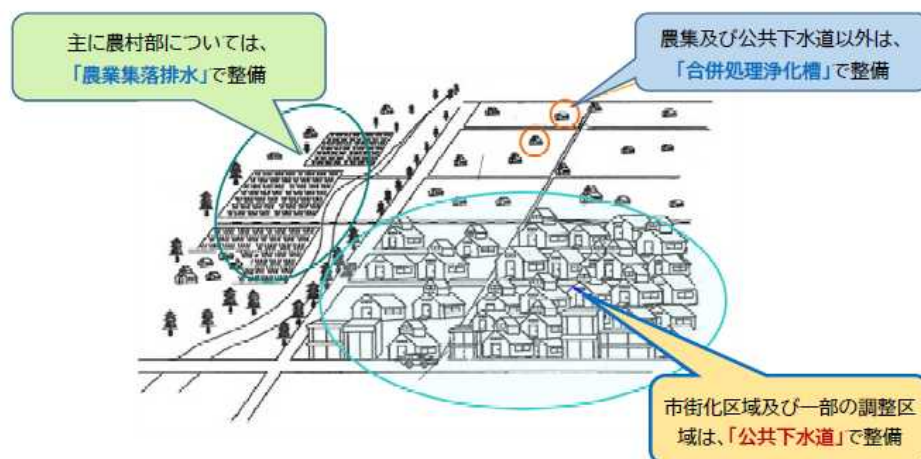 主に農村部については、
「農業集落排水」で整備
農集及び公共下水道以外は、
「合併処理浄化槽」で整備
市街化区域及び一部の調整区
域は、「公共下水道」で整備